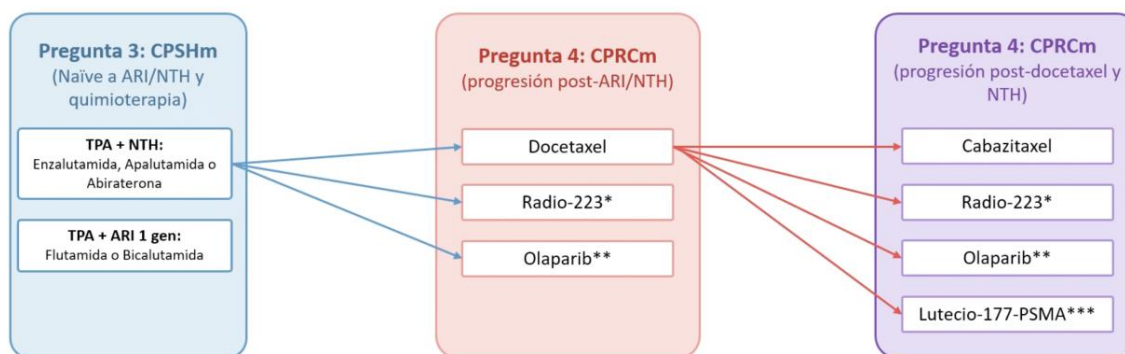 Pregunta 3: CPSHm
(Naïve a ARI/NTH y
quimioterapia)
TPA + NTH:
Enzalutamida, Apalutamida o
Abiraterona
TPA + ARI 1 gen:
Flutamida o Bicalutamida
Pregunta 4: CPRCm
(progresión post-ARI/NTH)
Docetaxel
Radio-223*
Olaparib**
Pregunta 4: CPRCm
(progresión post-docetaxel y
NTH)
Cabazitaxel
Radio-223*
Olaparib**
Lutecio-177-PSMA***